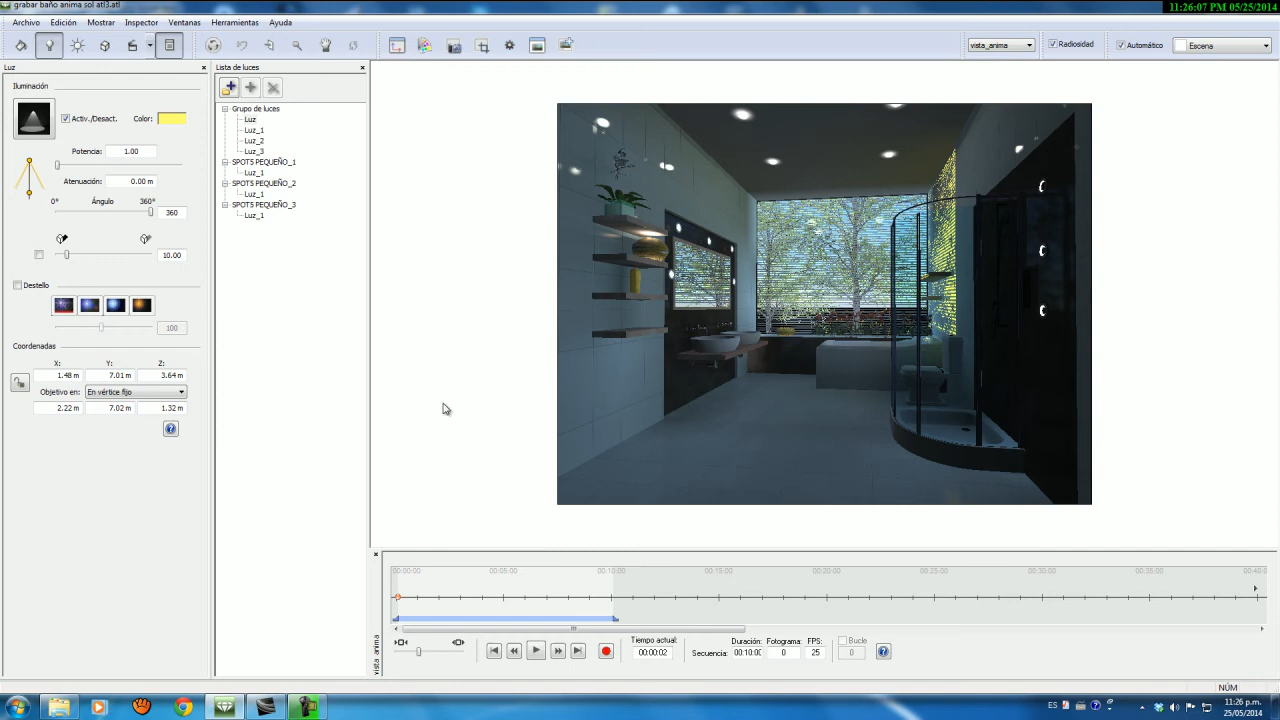 grabar baño anima sol atl3.atl
11:26:07 PM 05/25/2014
Archivo Edición Mostrar Inspector Ventanas Herramientas Ayuda
vista_anima
Radiosidad
Automático
Escena
Luz
Lista de luces
Iluminación
Activ./Desact. Color:
Potencia: 1.00
Atenuación: 0.00 m
0° Ángulo 360°
360
10.00
Destello
100
Coordenadas
X: Y: Z:
1.48 m 7.01 m 3.64 m
Objetivo en: En vértice fijo
2.22 m 7.02 m 1.32 m
Grupo de luces
Luz
Luz_1
Luz_2
Luz_3
SPOTS PEQUEÑO_1
Luz_1
SPOTS PEQUEÑO_2
Luz_1
SPOTS PEQUEÑO_3
Luz_1
00:00:00 00:05:00 00:10:00 00:15:00 00:20:00 00:25:00 00:30:00 00:35:00 00:40:0
vista anima
Tiempo actual:
00:00:02
Duración: Fotograma: FPS:
Secuencia: 00:10:00 0 25
Bucle
0
NÚM
ES
11:26 p.m.
25/05/2014